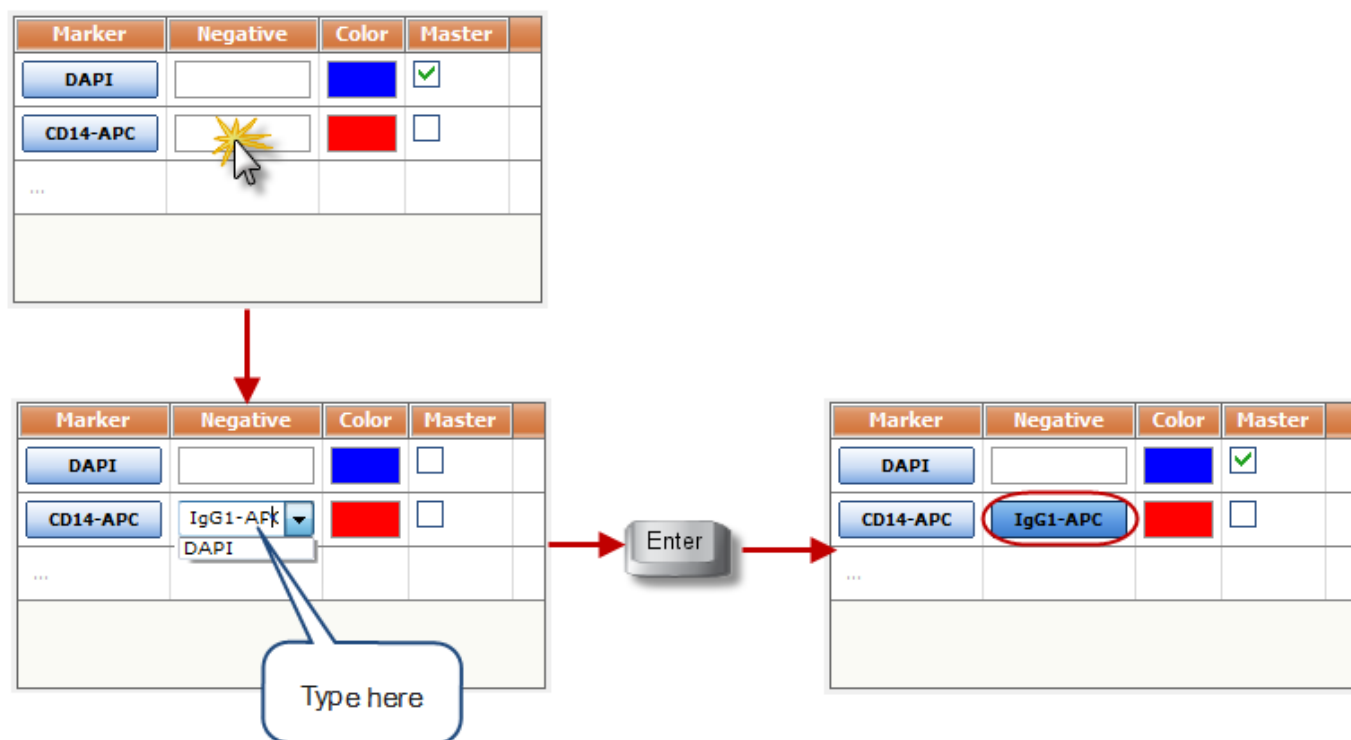 Marker Negative Color Master
DAPI
CD14-APC
...
Marker Negative Color Master
DAPI
CD14-APC IgG1-APC
DAPI
...
Type here
Enter
Marker Negative Color Master
DAPI
CD14-APC IgG1-APC
...